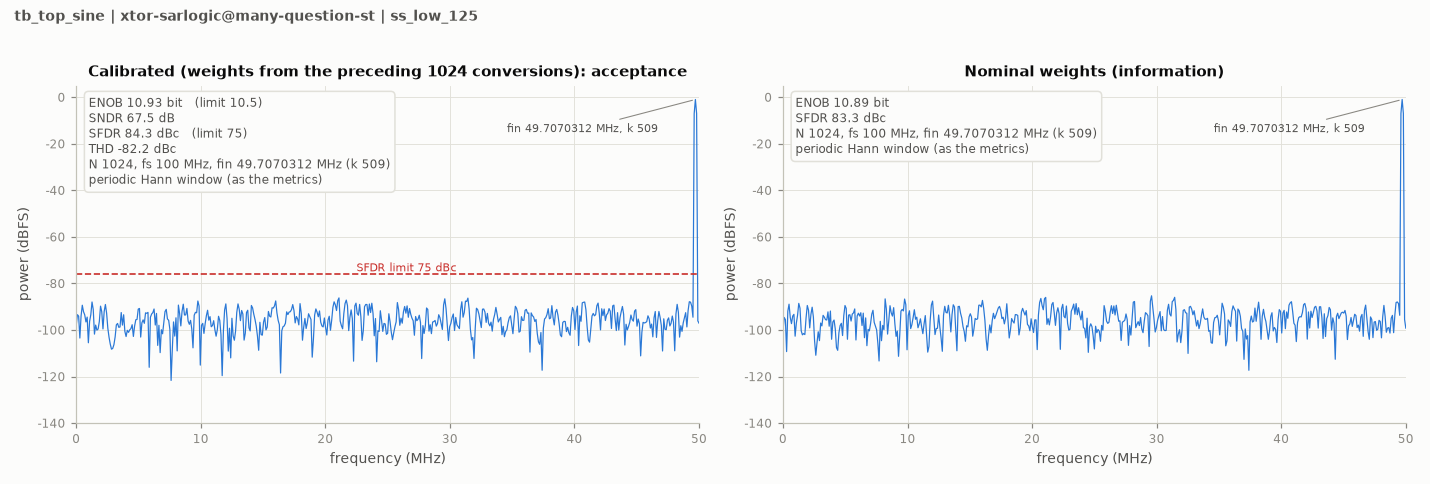 tb_top_sine | xtor-sarlogic@many-question-st | ss_low_125
Calibrated (weights from the preceding 1024 conversions): acceptance
ENOB 10.93 bit (limit 10.5)
SNDR 67.5 dB
SFDR 84.3 dBc (limit 75)
THD -82.2 dBc
N 1024, fs 100 MHz, fin 49.7070312 MHz (k 509)
periodic Hann window (as the metrics)
fin 49.7070312 MHz, k 509
SFDR limit 75 dBc
power (dBFS)
0
-20
-40
-60
-80
-100
-120
-140
0 10 20 30 40 50
frequency (MHz)
Nominal weights (information)
ENOB 10.89 bit
SFDR 83.3 dBc
N 1024, fs 100 MHz, fin 49.7070312 MHz (k 509)
periodic Hann window (as the metrics)
fin 49.7070312 MHz, k 509
power (dBFS)
0
-20
-40
-60
-80
-100
-120
-140
0 10 20 30 40 50
frequency (MHz)